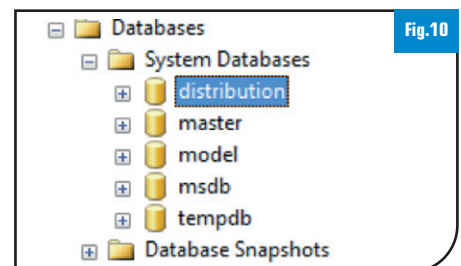 Databases
Fig.10
System Databases
distribution
master
model
msdb
tempdb
Database Snapshots